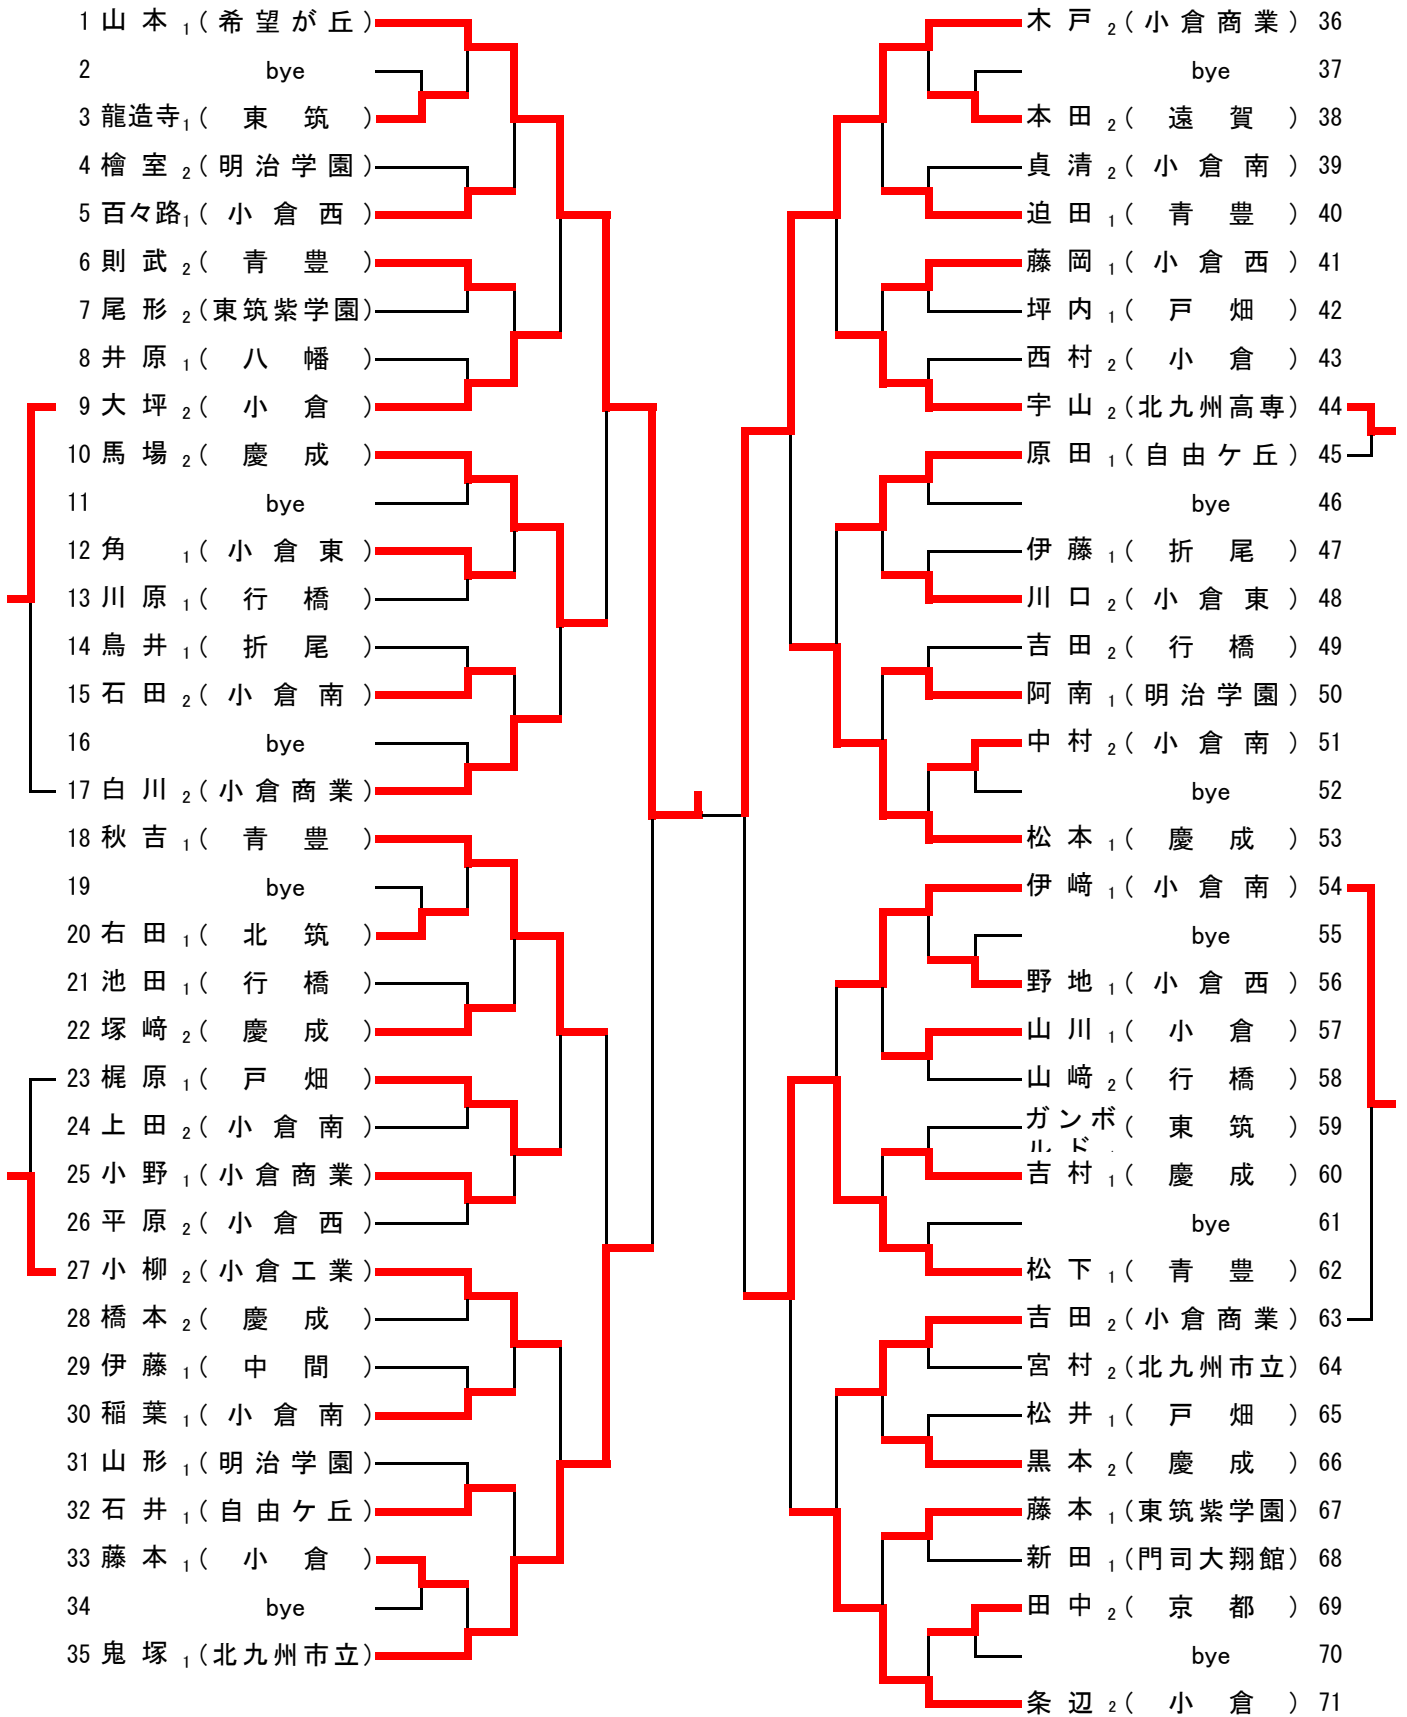 1 山本 1 (希望が丘)
2 bye
3 龍造寺 1 (東筑)
4 檜室 2 (明治学園)
5 百々路 1 (小倉西)
6 則武 2 (青豊)
7 尾形 2 (東筑紫学園)
8 井原 1 (八幡)
9 大坪 2 (小倉)
10 馬場 2 (慶成)
11 bye
12 角 1 (小倉東)
13 川原 1 (行橋)
14 鳥井 1 (折尾)
15 石田 2 (小倉南)
16 bye
17 白川 2 (小倉商業)
18 秋吉 1 (青豊)
19 bye
20 右田 1 (北筑)
21 池田 1 (行橋)
22 塚﨑 2 (慶成)
23 梶原 1 (戸畑)
24 上田 2 (小倉南)
25 小野 1 (小倉商業)
26 平原 2 (小倉西)
27 小柳 2 (小倉工業)
28 橋本 2 (慶成)
29 伊藤 1 (中間)
30 稲葉 1 (小倉南)
31 山形 1 (明治学園)
32 石井 1 (自由ケ丘)
33 藤本 1 (小倉)
34 bye
35 鬼塚 1 (北九州市立)
木戸 2 (小倉商業) 36
bye 37
本田 2 (遠賀) 38
貞清 2 (小倉南) 39
迫田 1 (青豊) 40
藤岡 1 (小倉西) 41
坪内 1 (戸畑) 42
西村 2 (小倉) 43
宇山 2 (北九州高専) 44
原田 1 (自由ケ丘) 45
bye 46
伊藤 1 (折尾) 47
川口 2 (小倉東) 48
吉田 2 (行橋) 49
阿南 1 (明治学園) 50
中村 2 (小倉南) 51
bye 52
松本 1 (慶成) 53
伊﨑 1 (小倉南) 54
bye 55
野地 1 (小倉西) 56
山川 1 (小倉) 57
山﨑 2 (行橋) 58
ガンボ
ルド (東筑) 59
吉村 1 (慶成) 60
bye 61
松下 1 (青豊) 62
吉田 2 (小倉商業) 63
宮村 2 (北九州市立) 64
松井 1 (戸畑) 65
黒本 2 (慶成) 66
藤本 1 (東筑紫学園) 67
新田 1 (門司大翔館) 68
田中 2 (京都) 69
bye 70
条辺 2 (小倉) 71